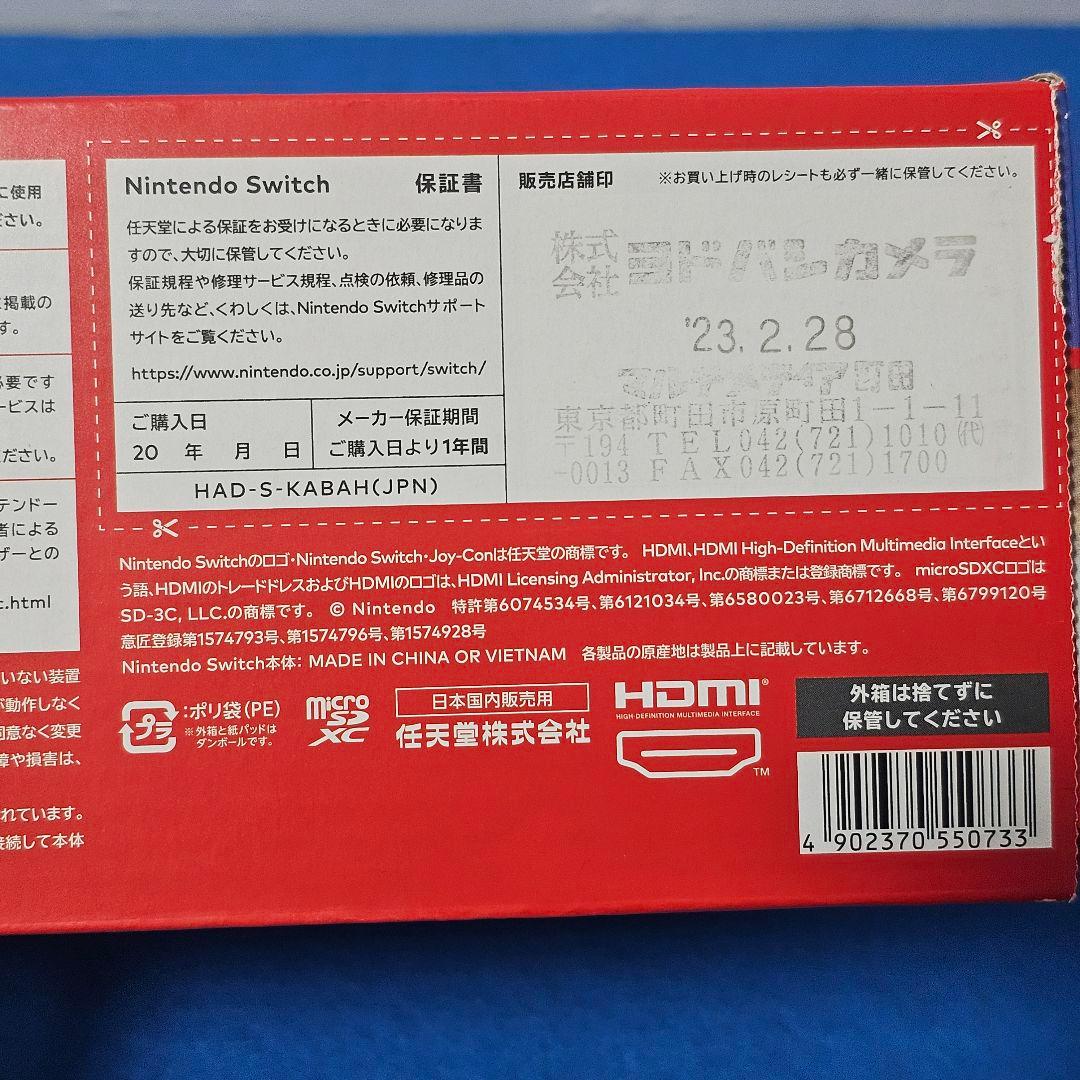 に使用
ださい。
掲載の
す。
必要です
ービスは
ださい。
テンドー
者による
ザーとの
c.html
いない装置
が動作しなく
同意なく変更
障や損害は、
れています。
接続して本体
Nintendo Switch 保証書
任天堂による保証をお受けになるときに必要になりま
すので、大切に保管してください。
保証規程や修理サービス規程、点検の依頼、修理品の
送り先など、くわしくは、Nintendo Switchサポート
サイトをご覧ください。
https://www.nintendo.co.jp/support/switch/
ご購入日
20 年 月 日
メーカー保証期間
ご購入日より1年間
HAD-S-KABAH(JPN)
販売店舗印 ※お買い上げ時のレシートも必ず一緒に保管してください。
株式
会社 ヨドバシカメラ
'23.2.28
マルチメディア町田
東京都町田市原町田1-1-11
〒194 TEL042(721)1010(代)
-0013 FAX042(721)1700
Nintendo Switchのロゴ・Nintendo Switch・Joy-Conは任天堂の商標です。 HDMI、HDMI High-Definition Multimedia Interfaceとい
う語、HDMIのトレードドレスおよびHDMIのロゴは、HDMI Licensing Administrator, Inc.の商標または登録商標です。 microSDXCロゴは
SD-3C, LLC.の商標です。 © Nintendo 特許第6074534号、第6121034号、第6580023号、第6712668号、第6799120号
意匠登録第1574793号、第1574796号、第1574928号
Nintendo Switch本体: MADE IN CHINA OR VIETNAM 各製品の原産地は製品上に記載しています。
プラ :ポリ袋(PE)
※外箱と紙パッドは
ダンボールです。
micro
SD
XC
日本国内販売用
任天堂株式会社
HDMI®
HIGH-DEFINITION MULTIMEDIA INTERFACE
TM
外箱は捨てずに
保管してください
4 902370 550733